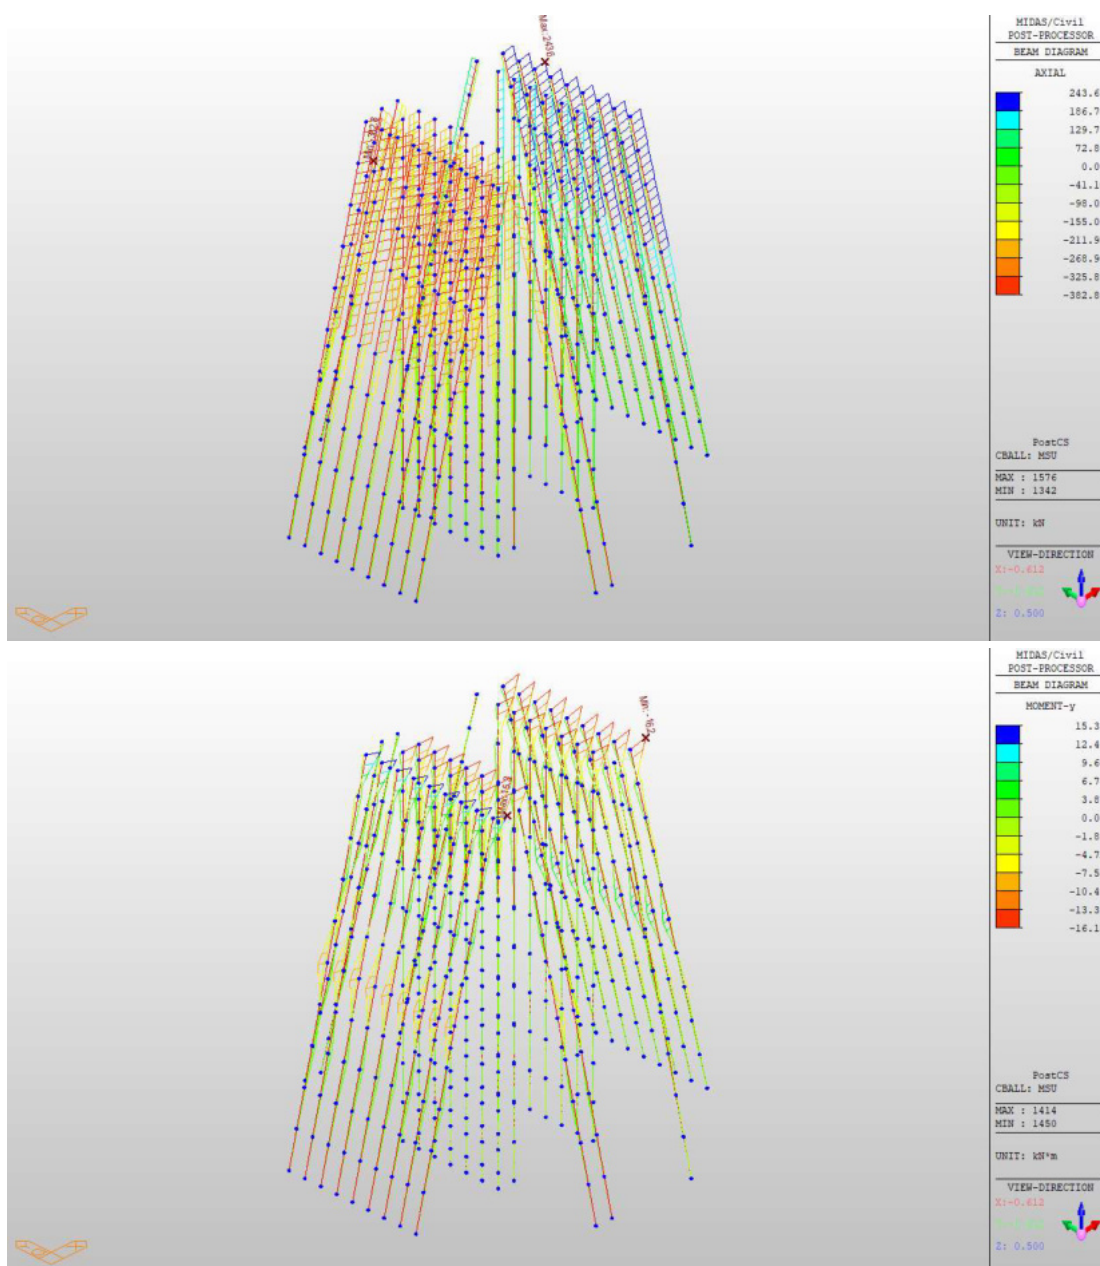 MIDAS/Civil
POST-PROCESSOR
BEAM DIAGRAM
AXIAL
243.6
186.7
129.7
72.8
0.0
-41.1
-98.0
-155.0
-211.9
-268.9
-325.8
-382.8
PostCS
CBALL: MSU
MAX : 1576
MIN : 1342
UNIT: kN
VIEW-DIRECTION
X:-0.612
Z: 0.500
MIDAS/Civil
POST-PROCESSOR
BEAM DIAGRAM
MOMENT-y
15.3
12.4
9.6
6.7
3.8
0.0
-1.8
-4.7
-7.5
-10.4
-13.3
-16.1
PostCS
CBALL: MSU
MAX : 1414
MIN : 1450
UNIT: kN*m
VIEW-DIRECTION
X:-0.612
Z: 0.500